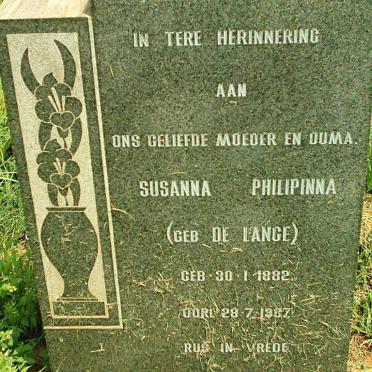 IN TERE HERINNERING
AAN
ONS GELIEFDE MOEDER EN OUMA.
SUSANNA PHILIPINNA
(GEB DE LANGE)
GEB 30·1·1882
OORL 28·7·1967
RUS IN VREDE